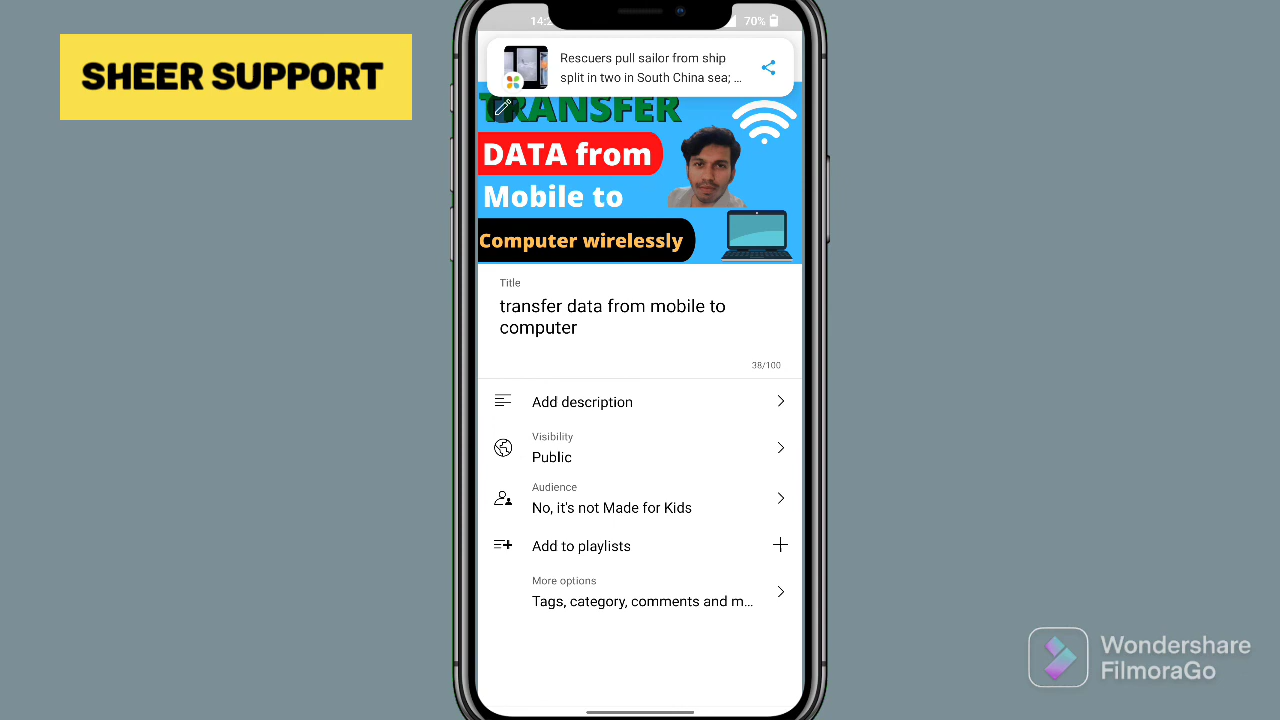 SHEER SUPPORT
70%
Rescuers pull sailor from ship
split in two in South China sea; ...
TRANSFER
DATA from
Mobile to
Computer wirelessly
Title
transfer data from mobile to
computer
38/100
Add description
Visibility
Public
Audience
No, it's not Made for Kids
Add to playlists
More options
Tags, category, comments and m...
Wondershare
FilmoraGo